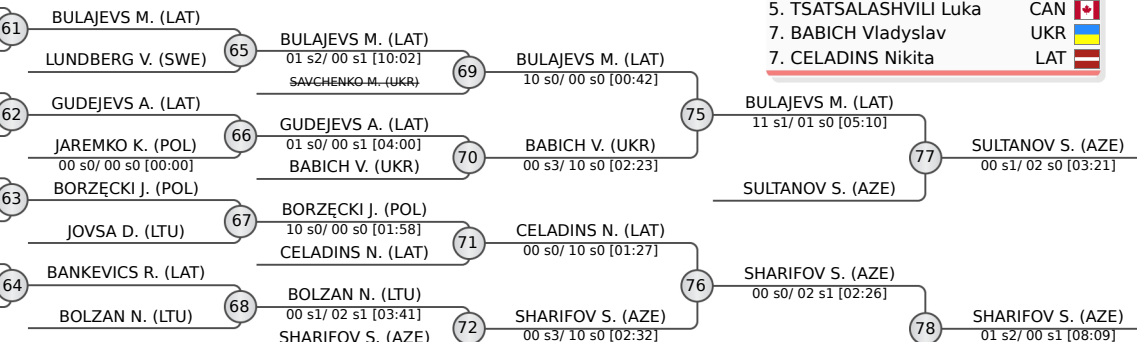 5. TSATSALASHVILI Luka CAN
7. BABICH Vladyslav UKR
7. CELADINS Nikita LAT
61
BULAJEVS M. (LAT)
LUNDBERG V. (SWE)
62
GUDEJEVS A. (LAT)
JAREMKO K. (POL)
00 s0/ 00 s0 [00:00]
63
BORZĘCKI J. (POL)
JOVSA D. (LTU)
64
BANKEVICS R. (LAT)
BOLZAN N. (LTU)
65
BULAJEVS M. (LAT)
01 s2/ 00 s1 [10:02]
SAVCHENKO M. (UKR)
66
GUDEJEVS A. (LAT)
01 s0/ 00 s1 [04:00]
BABICH V. (UKR)
67
BORZĘCKI J. (POL)
10 s0/ 00 s0 [01:58]
CELADINS N. (LAT)
68
BOLZAN N. (LTU)
00 s1/ 02 s1 [03:41]
SHARIFOV S. (AZE)
69
BULAJEVS M. (LAT)
10 s0/ 00 s0 [00:42]
70
BABICH V. (UKR)
00 s3/ 10 s0 [02:23]
71
CELADINS N. (LAT)
00 s0/ 10 s0 [01:27]
72
SHARIFOV S. (AZE)
00 s3/ 10 s0 [02:32]
75
BULAJEVS M. (LAT)
11 s1/ 01 s0 [05:10]
SULTANOV S. (AZE)
76
SHARIFOV S. (AZE)
00 s0/ 02 s1 [02:26]
77
SULTANOV S. (AZE)
00 s1/ 02 s0 [03:21]
78
SHARIFOV S. (AZE)
01 s2/ 00 s1 [08:09]